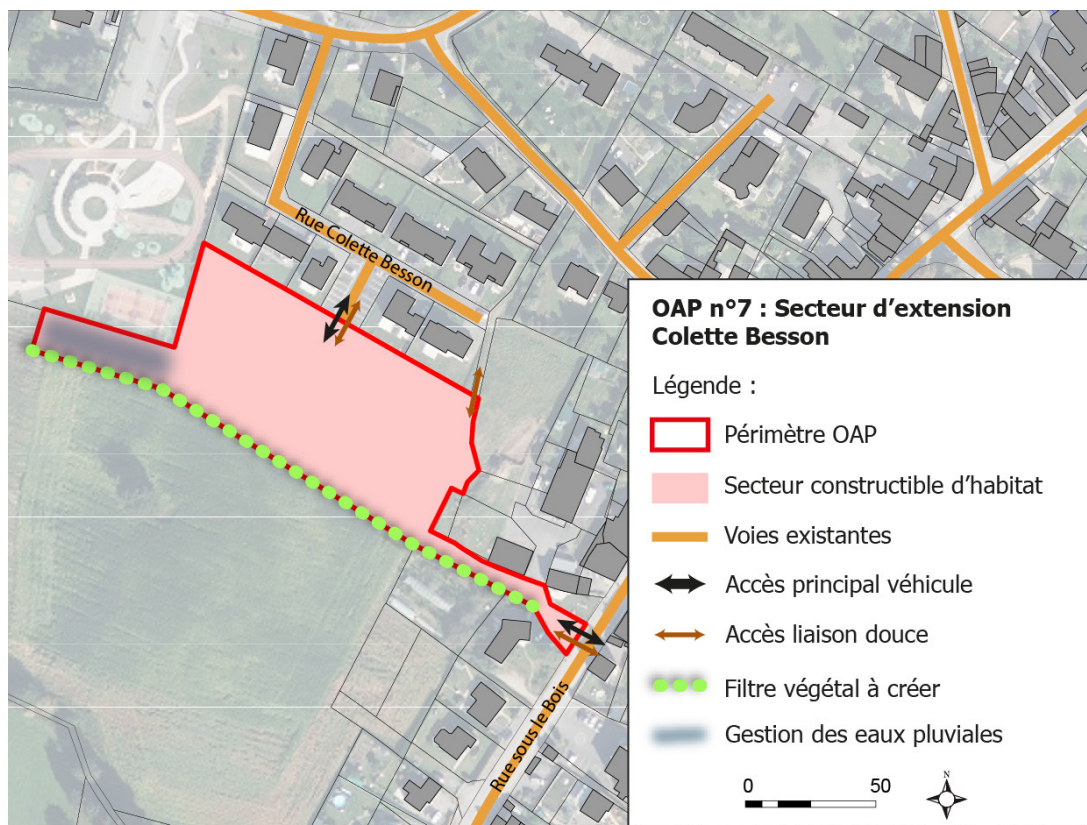 Rue Colette Besson
Rue sous le Bois
OAP n°7 : Secteur d'extension
Colette Besson
Légende :
Périmètre OAP
Secteur constructible d'habitat
Voies existantes
Accès principal véhicule
Accès liaison douce
Filtre végétal à créer
Gestion des eaux pluviales
0 50
N